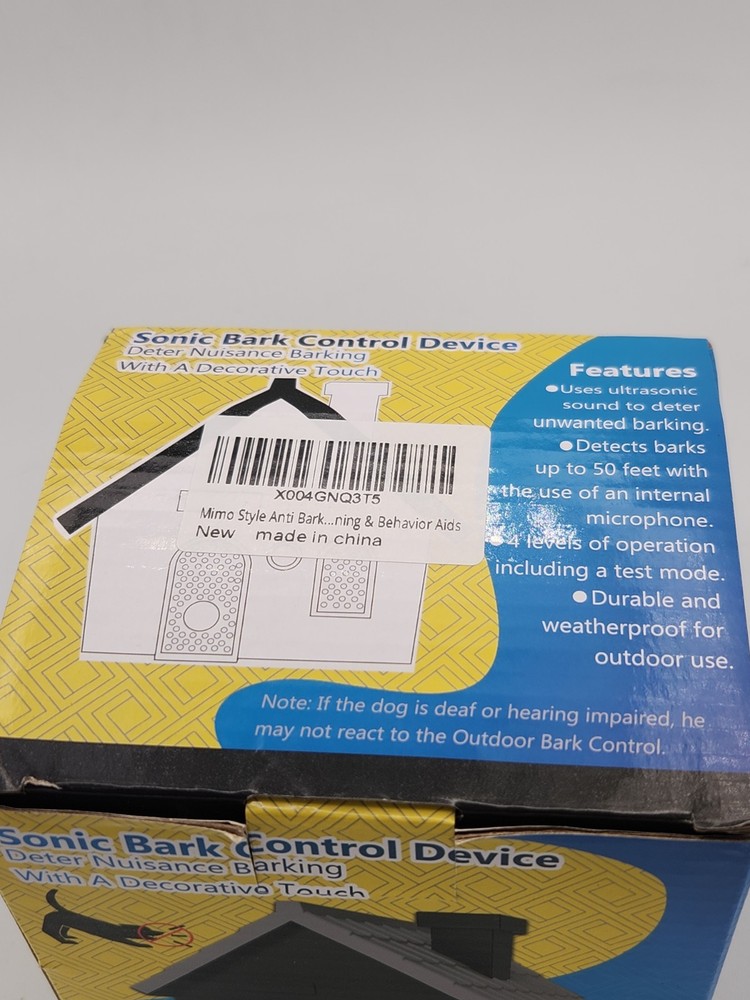 Sonic Bark Control Device
Deter Nuisance Barking
With A Decorative Touch
Features
●Uses ultrasonic
sound to deter
unwanted barking.
●Detects barks
up to 50 feet with
the use of an internal
microphone.
●4 levels of operation
including a test mode.
●Durable and
weatherproof for
outdoor use.
X004GNQ3T5
Mimo Style Anti Bark...ning & Behavior Aids
New made in china
Note: If the dog is deaf or hearing impaired, he
may not react to the Outdoor Bark Control.
Sonic Bark Control Device
Deter Nuisance Barking
With A Decorative Touch